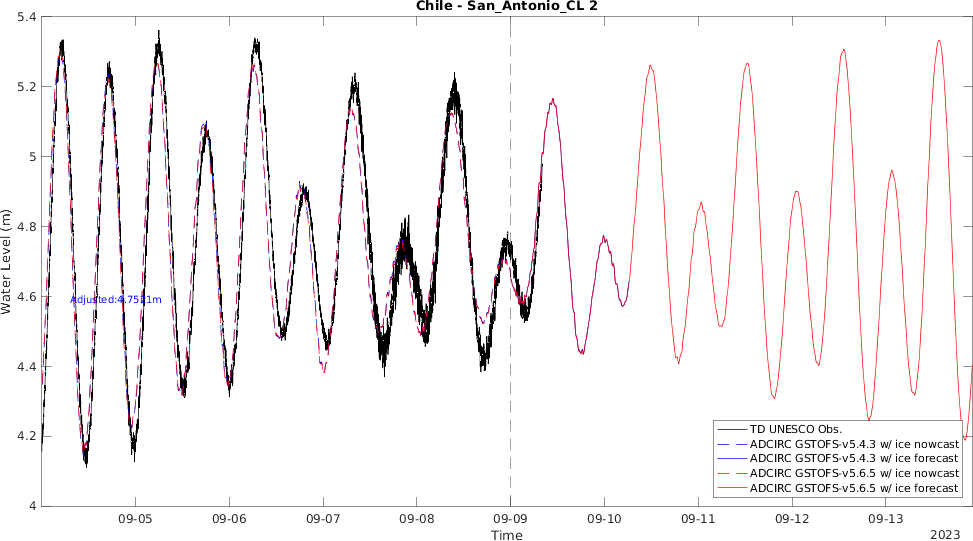 Chile - San_Antonio_CL 2
5.4
5.2
5
4.8
4.6
4.4
4.2
4
Water Level (m)
Adjusted:4.7521m
TD UNESCO Obs.
ADCIRC GSTOFS-v5.4.3 w/ ice nowcast
ADCIRC GSTOFS-v5.4.3 w/ ice forecast
ADCIRC GSTOFS-v5.6.5 w/ ice nowcast
ADCIRC GSTOFS-v5.6.5 w/ ice forecast
09-05 09-06 09-07 09-08 09-09 09-10 09-11 09-12 09-13
Time
2023